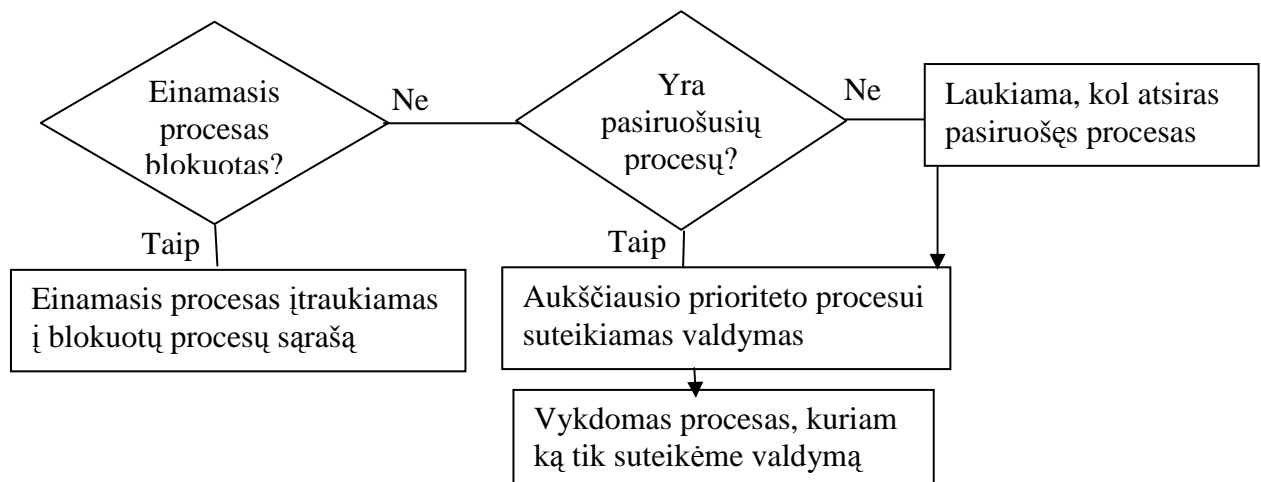 Einamasis
procesas
blokuotas?
Ne
Taip
Einamasis procesas įtraukiamas
į blokuotų procesų sąrašą
Yra
pasiruošusių
procesų?
Ne
Laukiama, kol atsiras
pasiruošęs procesas
Taip
Aukščiausio prioriteto procesui
suteikiamas valdymas
Vykdomas procesas, kuriam
ką tik suteikėme valdymą